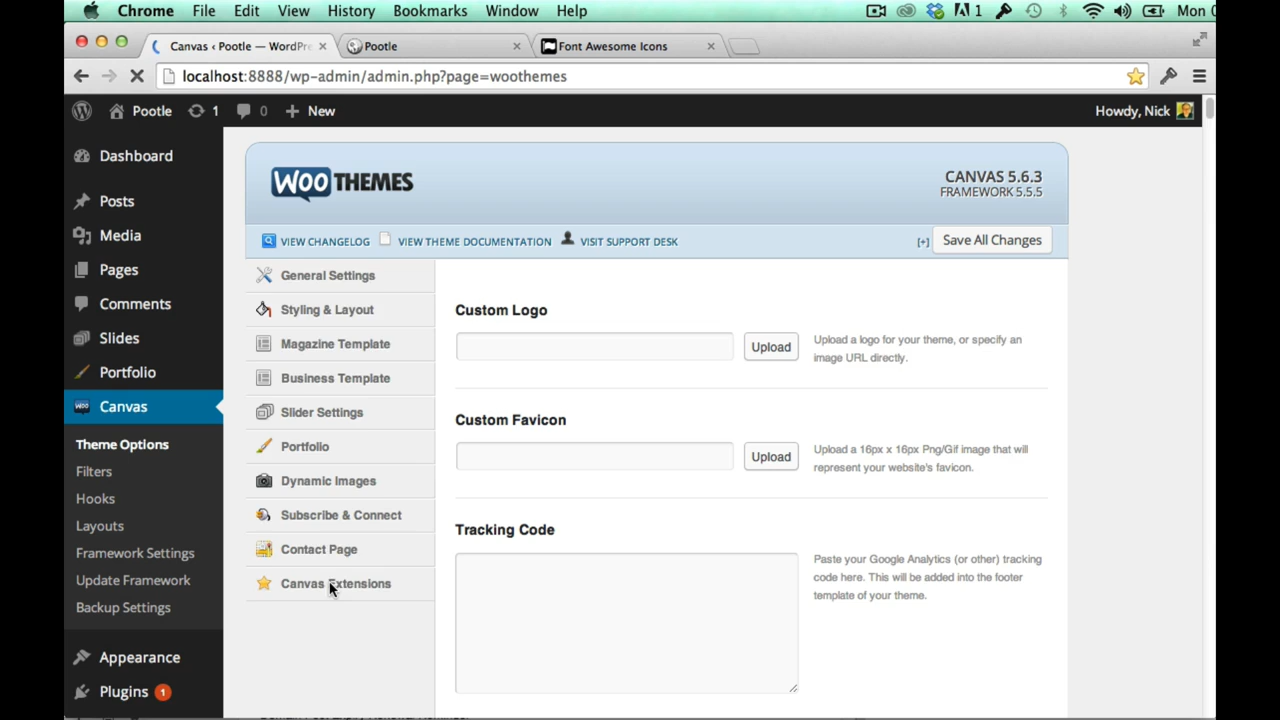 Chrome File Edit View History Bookmarks Window Help 1 Mon
Canvas ‹ Pootle — WordPre Pootle Font Awesome Icons
localhost:8888/wp-admin/admin.php?page=woothemes
Pootle 1 0 + New Howdy, Nick
Dashboard
Posts
Media
Pages
Comments
Slides
Portfolio
Canvas
Theme Options
Filters
Hooks
Layouts
Framework Settings
Update Framework
Backup Settings
Appearance
Plugins 1
WOOTHEMES
CANVAS 5.6.3
FRAMEWORK 5.5.5
VIEW CHANGELOG VIEW THEME DOCUMENTATION VISIT SUPPORT DESK [+] Save All Changes
General Settings
Styling & Layout
Magazine Template
Business Template
Slider Settings
Portfolio
Dynamic Images
Subscribe & Connect
Contact Page
Canvas Extensions
Custom Logo
Upload
Upload a logo for your theme, or specify an
image URL directly.
Custom Favicon
Upload
Upload a 16px x 16px Png/Gif image that will
represent your website's favicon.
Tracking Code
Paste your Google Analytics (or other) tracking
code here. This will be added into the footer
template of your theme.